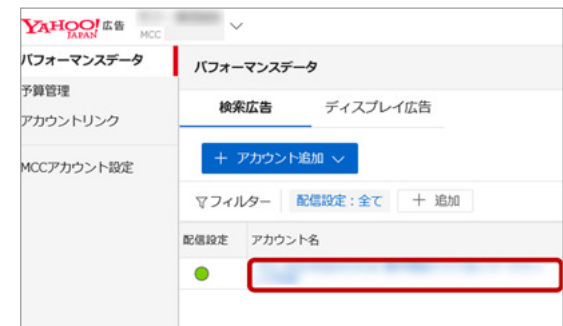 YAHOO! JAPAN 広告
MCC
パフォーマンスデータ
予算管理
アカウントリンク
MCCアカウント設定
パフォーマンスデータ
検索広告 ディスプレイ広告
＋ アカウント追加
フィルター 配信設定：全て ＋ 追加
配信設定 アカウント名